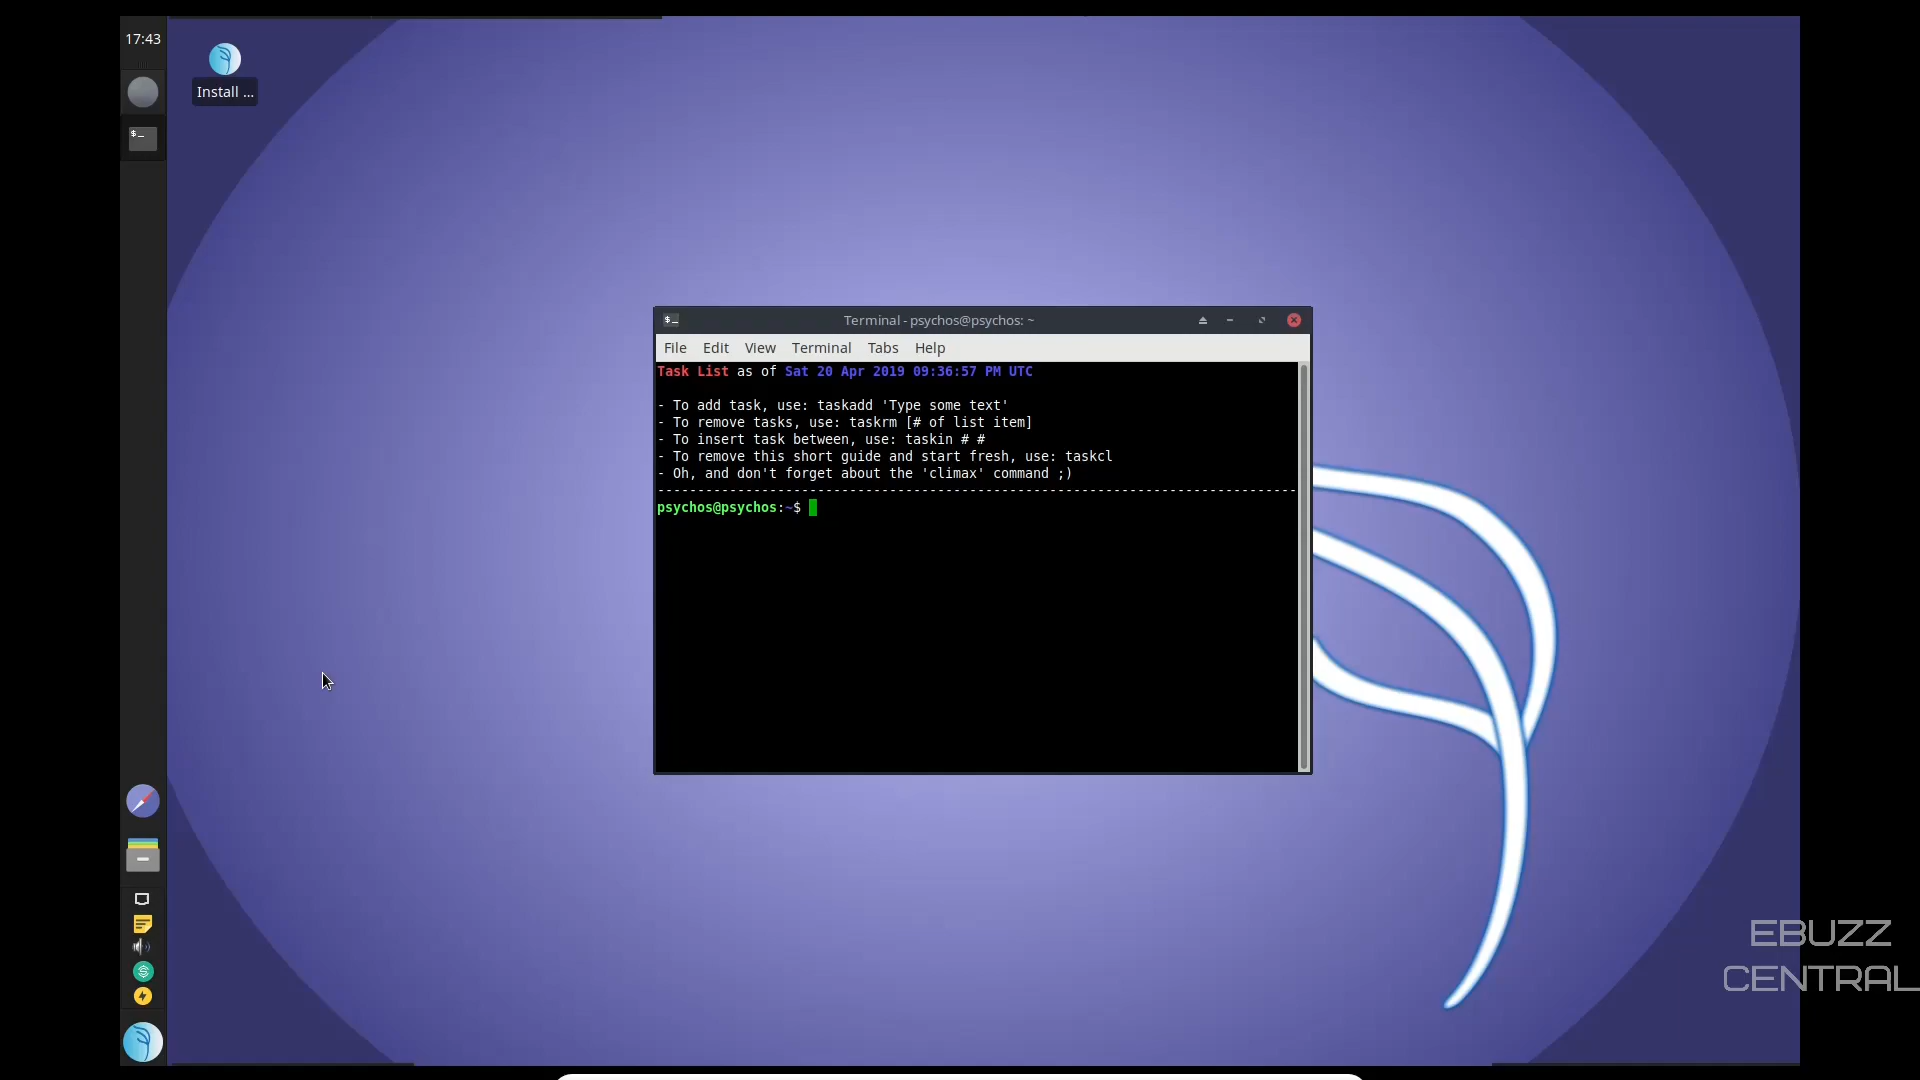 17:43
Install ...
$_
Terminal - psychos@psychos: ~
File Edit View Terminal Tabs Help
Task List as of Sat 20 Apr 2019 09:36:57 PM UTC
- To add task, use: taskadd 'Type some text'
- To remove tasks, use: taskrm [# of list item]
- To insert task between, use: taskin # #
- To remove this short guide and start fresh, use: taskcl
- Oh, and don't forget about the 'climax' command ;)
--------------------------------------------------------------------------------
psychos@psychos:~$
EBUZZ
CENTRAL